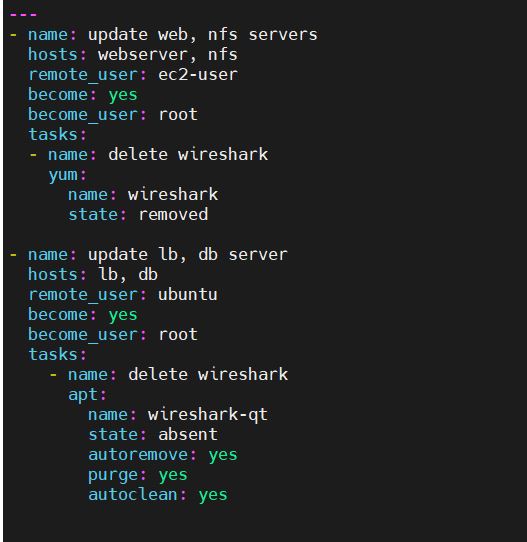 ---
- name: update web, nfs servers
  hosts: webserver, nfs
  remote_user: ec2-user
  become: yes
  become_user: root
  tasks:
  - name: delete wireshark
    yum:
      name: wireshark
      state: removed

- name: update lb, db server
  hosts: lb, db
  remote_user: ubuntu
  become: yes
  become_user: root
  tasks:
    - name: delete wireshark
      apt:
        name: wireshark-qt
        state: absent
        autoremove: yes
        purge: yes
        autoclean: yes